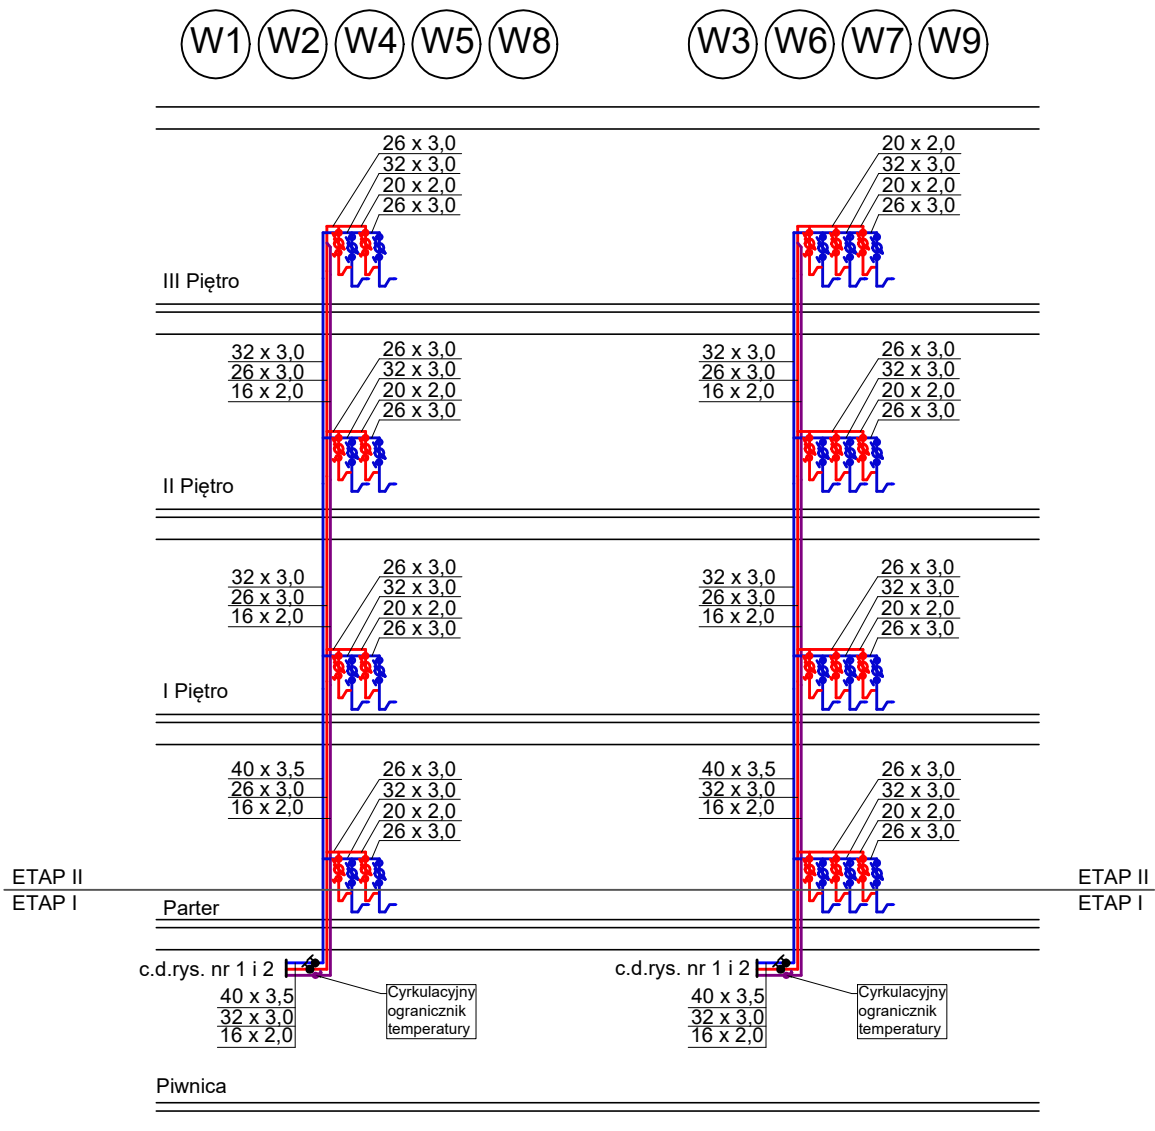 W1 W2 W4 W5 W8
W3 W6 W7 W9
26 x 3,0
32 x 3,0
20 x 2,0
26 x 3,0
20 x 2,0
32 x 3,0
20 x 2,0
26 x 3,0
III Piętro
32 x 3,0
26 x 3,0
16 x 2,0
26 x 3,0
32 x 3,0
20 x 2,0
26 x 3,0
32 x 3,0
26 x 3,0
16 x 2,0
26 x 3,0
32 x 3,0
20 x 2,0
26 x 3,0
II Piętro
32 x 3,0
26 x 3,0
16 x 2,0
26 x 3,0
32 x 3,0
20 x 2,0
26 x 3,0
32 x 3,0
26 x 3,0
16 x 2,0
26 x 3,0
32 x 3,0
20 x 2,0
26 x 3,0
I Piętro
40 x 3,5
26 x 3,0
16 x 2,0
26 x 3,0
32 x 3,0
20 x 2,0
26 x 3,0
40 x 3,5
32 x 3,0
16 x 2,0
26 x 3,0
32 x 3,0
20 x 2,0
26 x 3,0
ETAP II
ETAP I
ETAP II
ETAP I
Parter
c.d.rys. nr 1 i 2
40 x 3,5
32 x 3,0
16 x 2,0
Cyrkulacyjny
ogranicznik
temperatury
c.d.rys. nr 1 i 2
40 x 3,5
32 x 3,0
16 x 2,0
Cyrkulacyjny
ogranicznik
temperatury
Piwnica